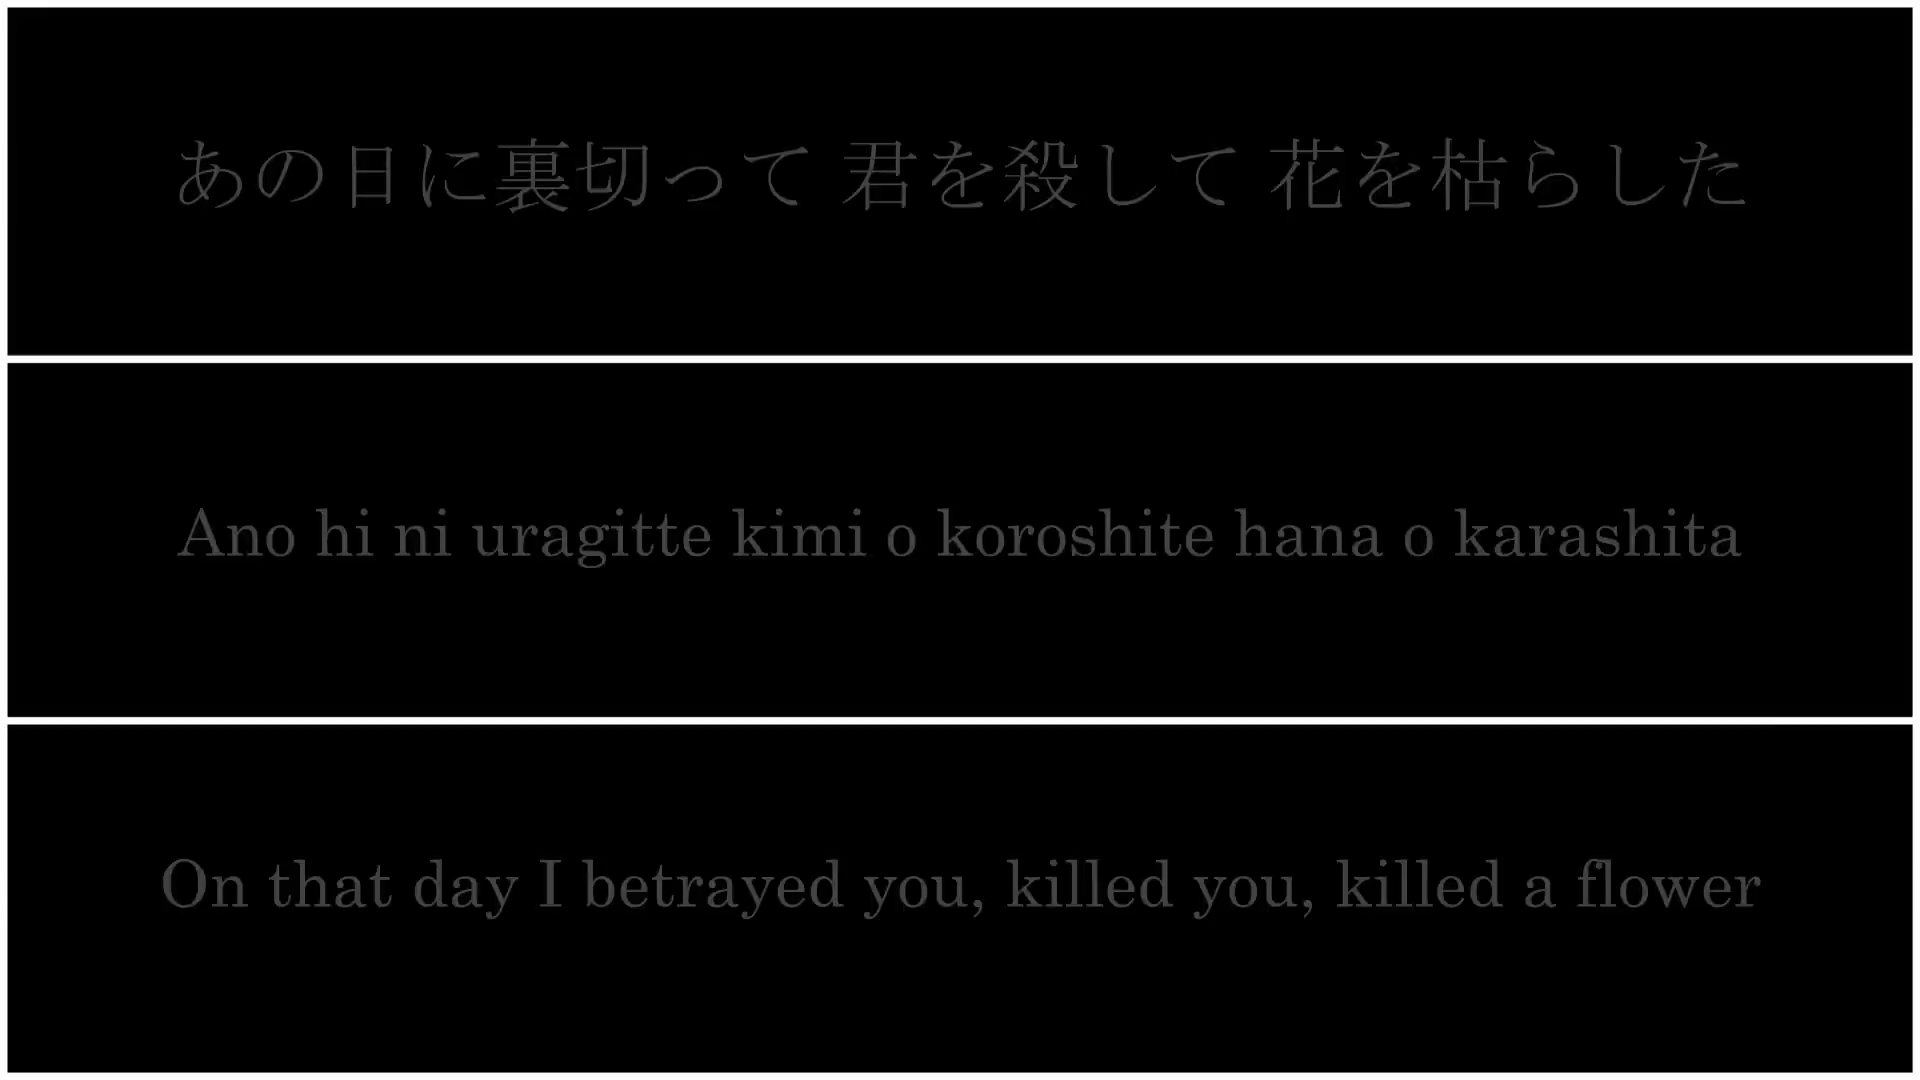 あの日に裏切って 君を殺して 花を枯らした
Ano hi ni uragitte kimi o koroshite hana o karashita
On that day I betrayed you, killed you, killed a flower